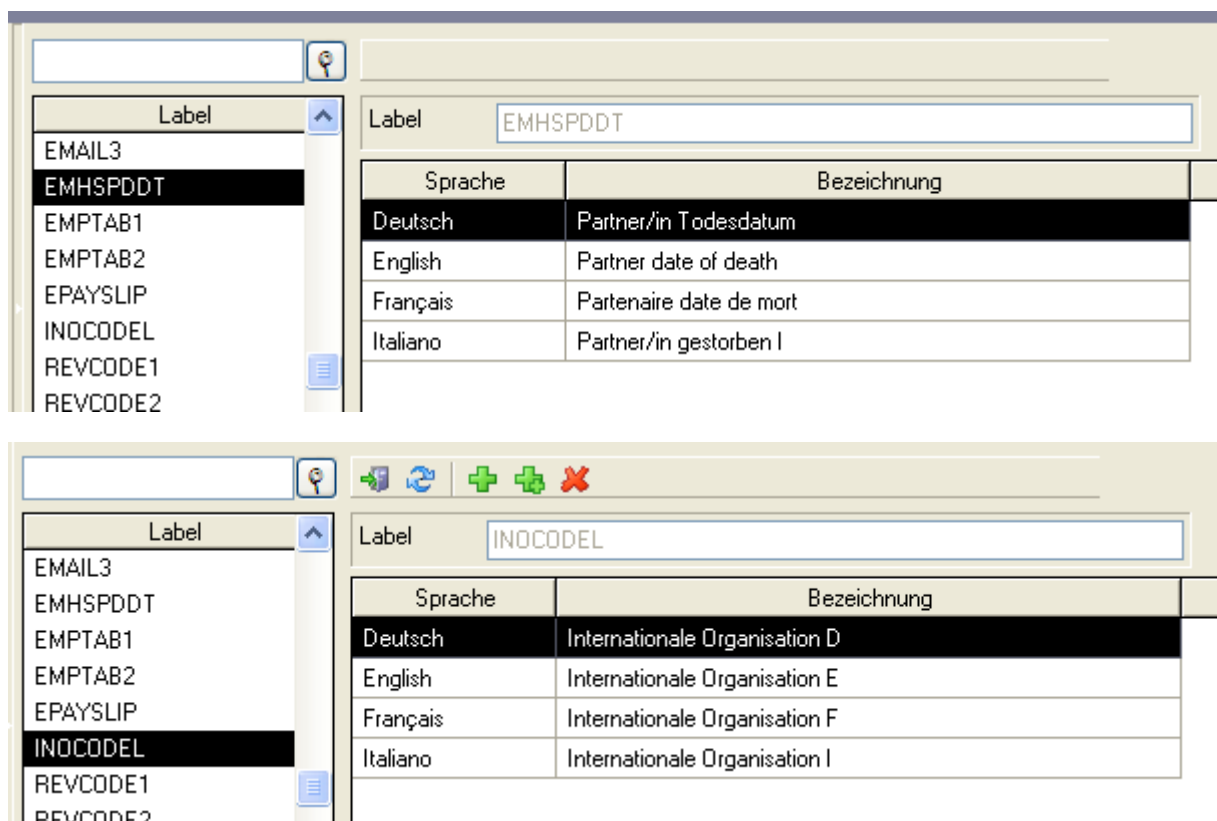 Label
EMAIL3
EMHSPDDT
EMPTAB1
EMPTAB2
EPAYSLIP
INOCODEL
REVCODE1
REVCODE2
Label EMHSPDDT
Sprache Bezeichnung
Deutsch Partner/in Todesdatum
English Partner date of death
Français Partenaire date de mort
Italiano Partner/in gestorben I
Label
EMAIL3
EMHSPDDT
EMPTAB1
EMPTAB2
EPAYSLIP
INOCODEL
REVCODE1
REVCODE2
Label INOCODEL
Sprache Bezeichnung
Deutsch Internationale Organisation D
English Internationale Organisation E
Français Internationale Organisation F
Italiano Internationale Organisation I